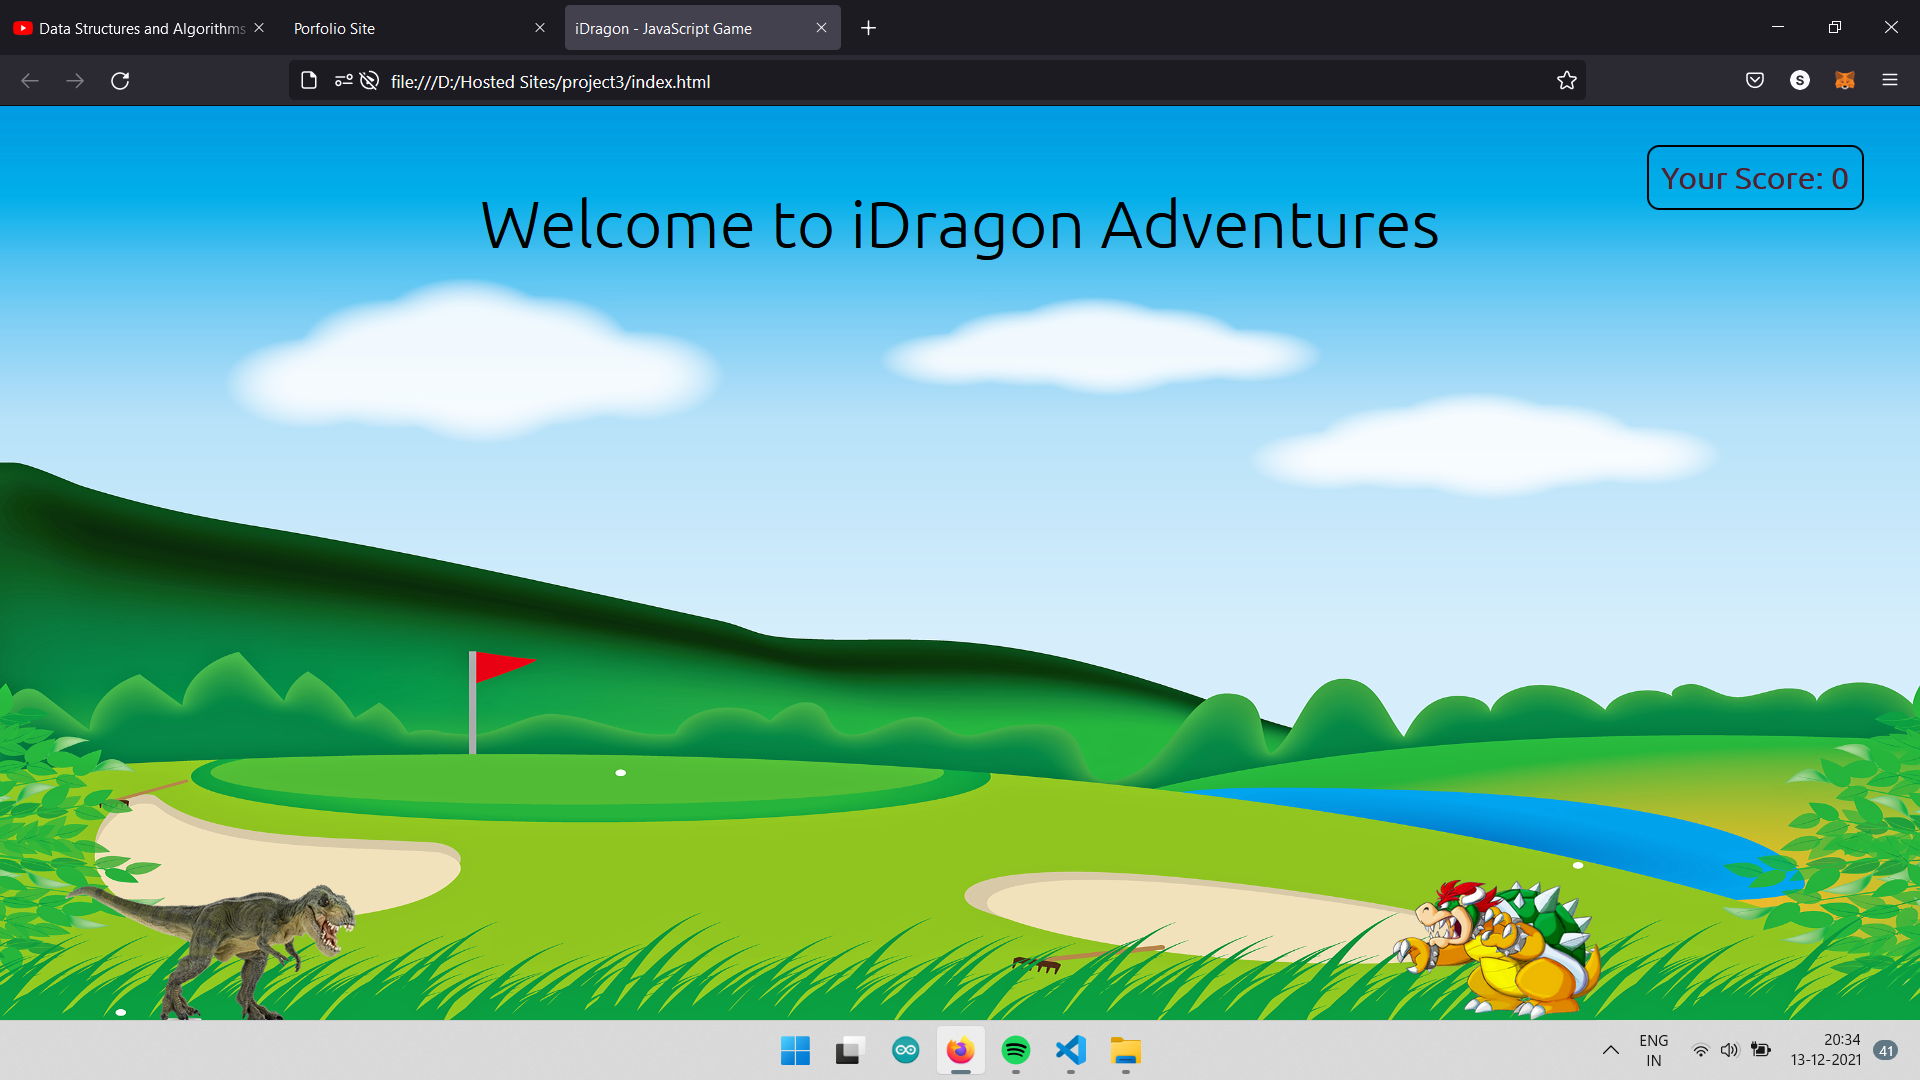 Data Structures and Algorithms
Porfolio Site
iDragon - JavaScript Game
file:///D:/Hosted Sites/project3/index.html
S
Your Score: 0
Welcome to iDragon Adventures
ENG
IN
20:34
13-12-2021
41